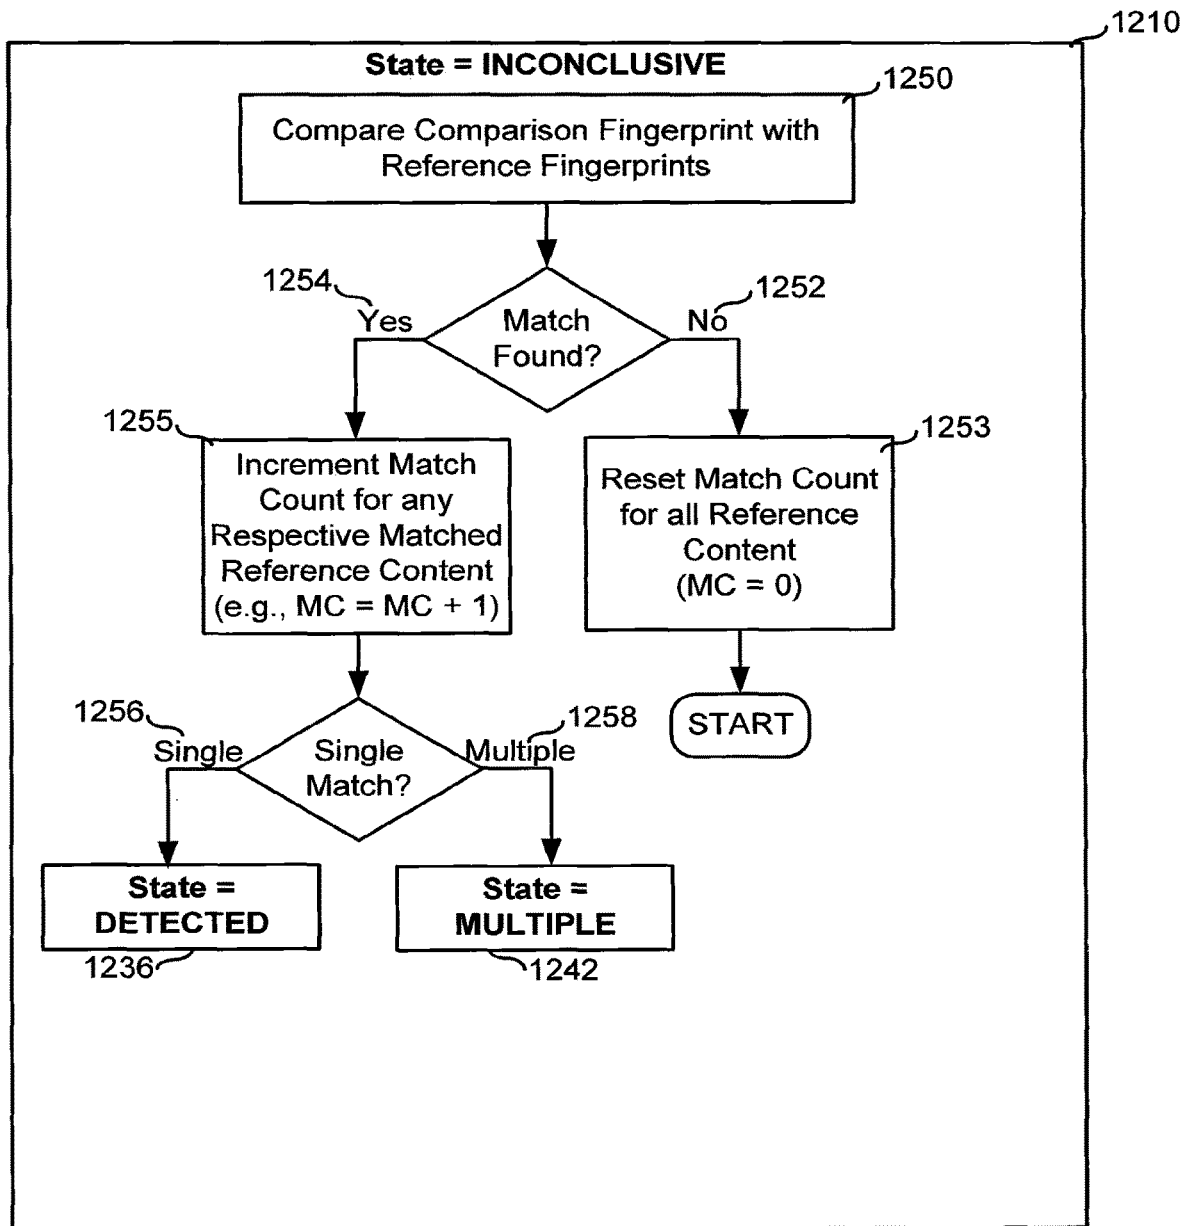 1210
State = INCONCLUSIVE
1250
Compare Comparison Fingerprint with
Reference Fingerprints
1254
Yes
Match
Found?
1252
No
1255
Increment Match
Count for any
Respective Matched
Reference Content
(e.g., MC = MC + 1)
1253
Reset Match Count
for all Reference
Content
(MC = 0)
START
1256
Single
Single
Match?
1258
Multiple
State =
DETECTED
1236
State =
MULTIPLE
1242